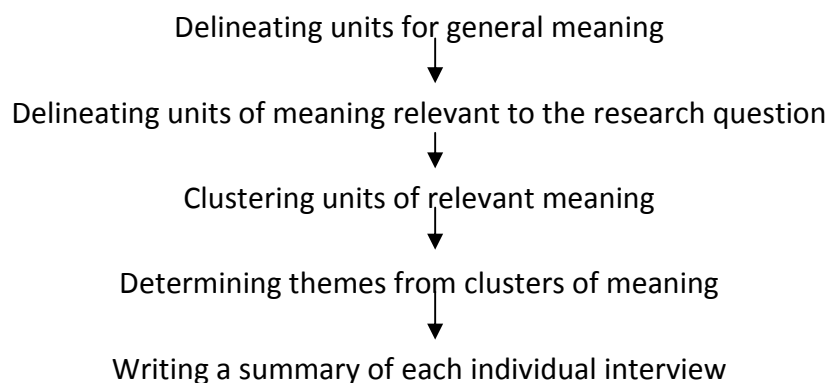 Delineating units for general meaning
Delineating units of meaning relevant to the research question
Clustering units of relevant meaning
Determining themes from clusters of meaning
Writing a summary of each individual interview